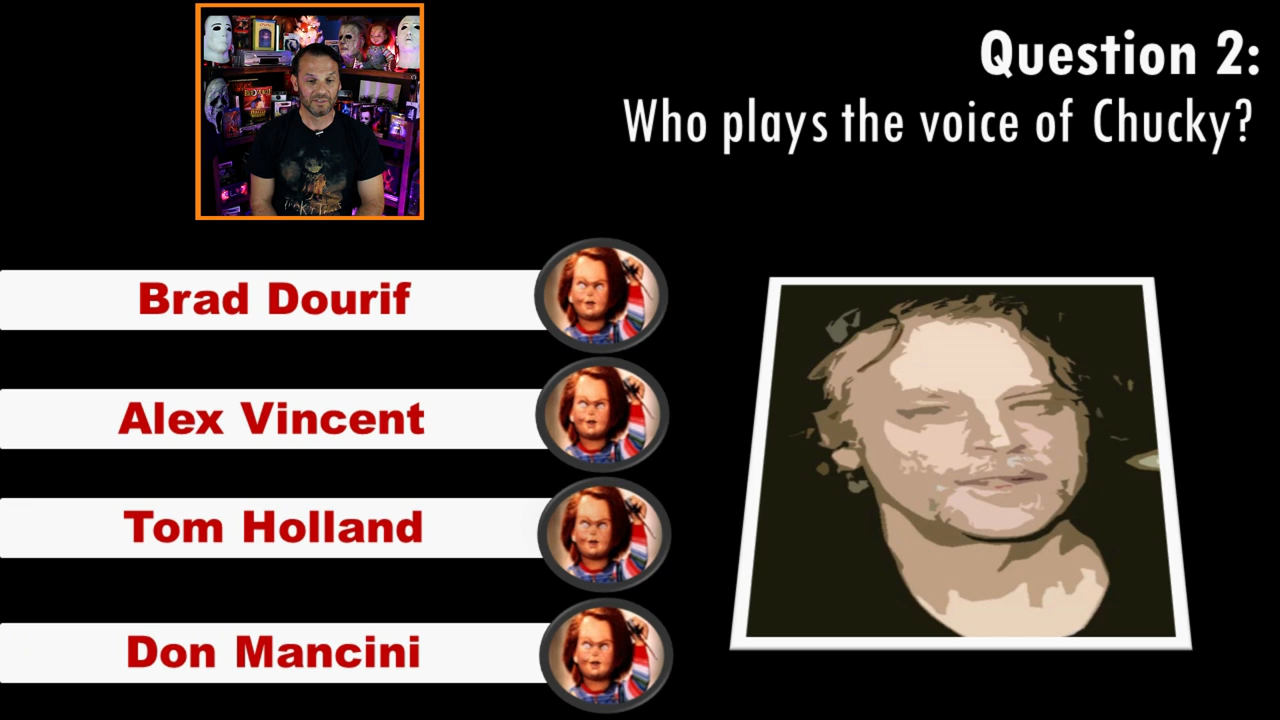 Question 2:
Who plays the voice of Chucky?
Brad Dourif
Alex Vincent
Tom Holland
Don Mancini